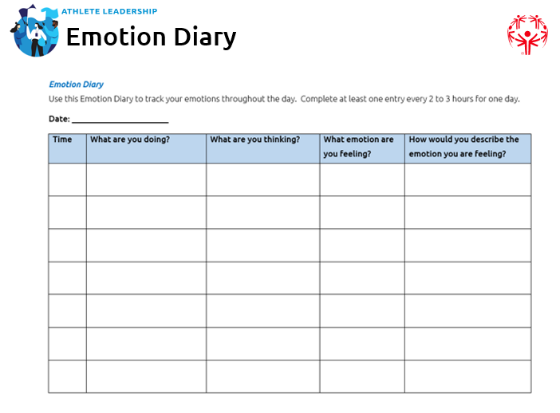 ATHLETE LEADERSHIP
Emotion Diary
Emotion Diary
Use this Emotion Diary to track your emotions throughout the day. Complete at least one entry every 2 to 3 hours for one day.
Date: ____________________
Time
What are you doing?
What are you thinking?
What emotion are
you feeling?
How would you describe the
emotion you are feeling?